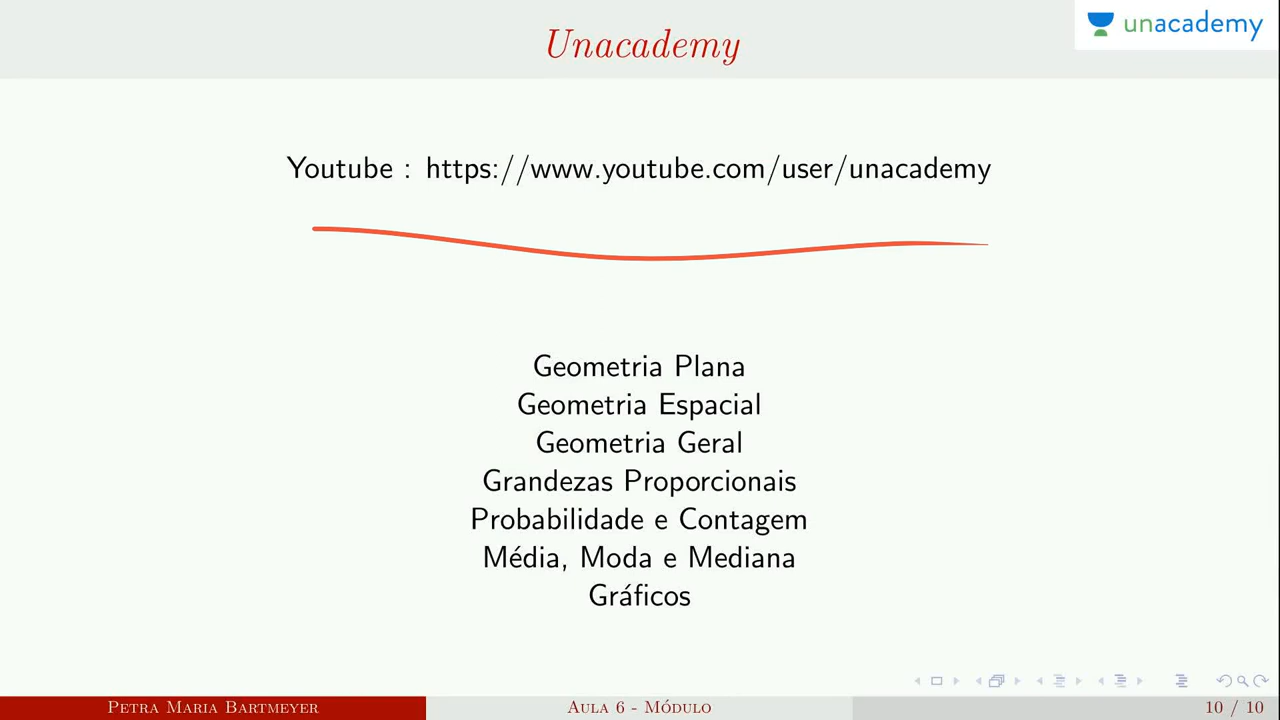 Unacademy
unacademy
Youtube : https://www.youtube.com/user/unacademy
Geometria Plana
Geometria Espacial
Geometria Geral
Grandezas Proporcionais
Probabilidade e Contagem
Média, Moda e Mediana
Gráficos
Petra Maria Bartmeyer
Aula 6 - Módulo
10 / 10